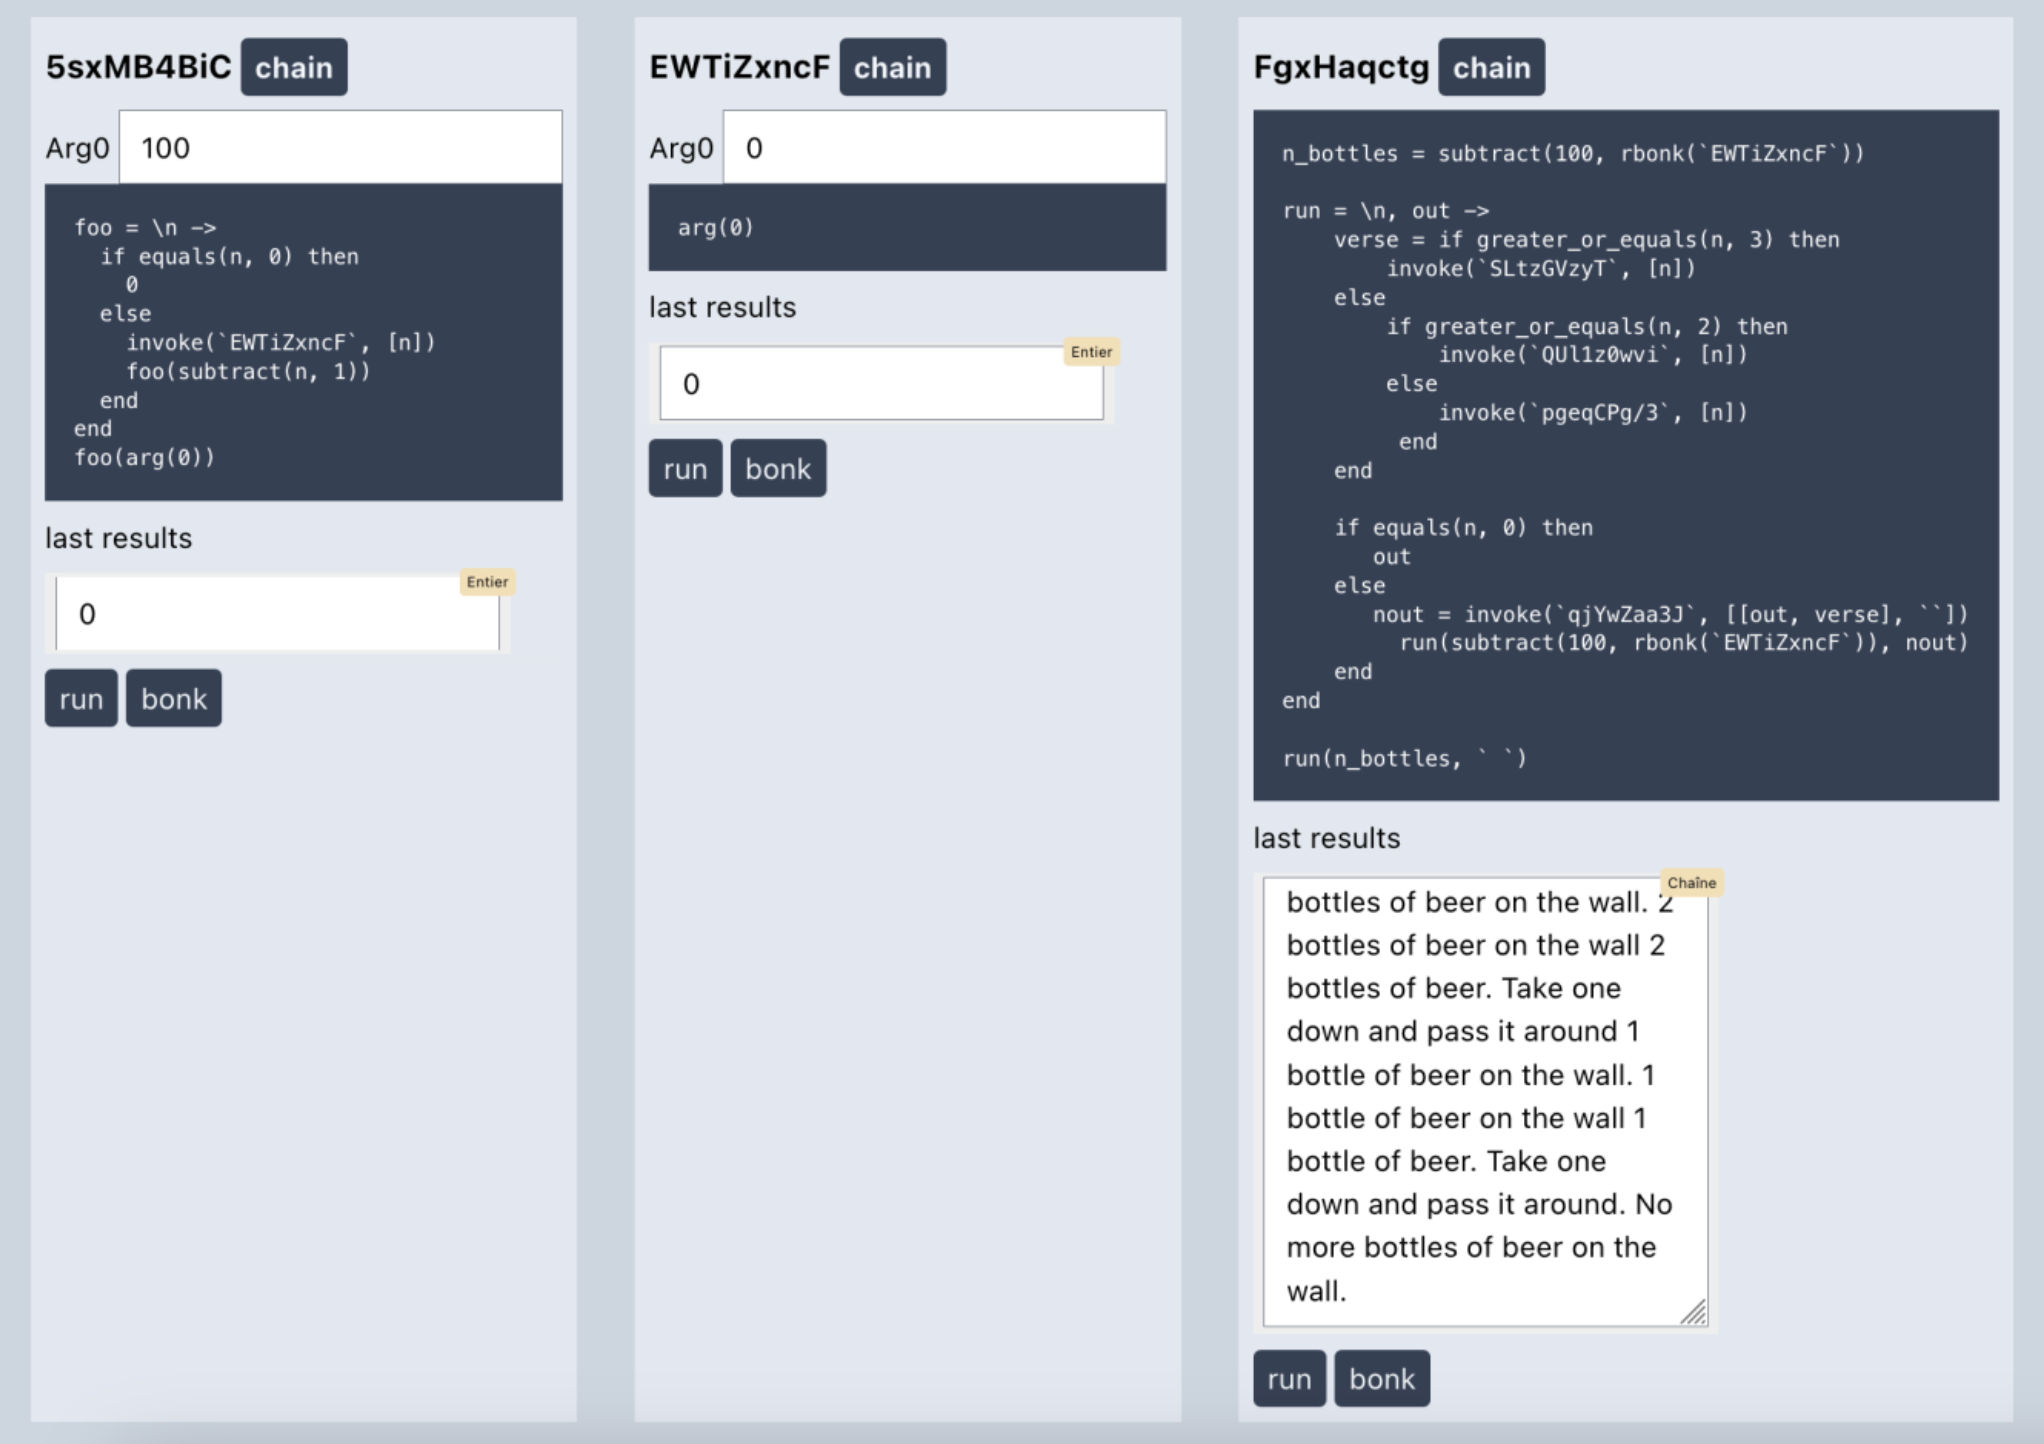 5sxMB4BiC chain
Arg0 100
foo = \n ->
if equals(n, 0) then
0
else
invoke(`EWTiZxncF`, [n])
foo(subtract(n, 1))
end
end
foo(arg(0))
last results
Entier
0
run bonk
EWTiZxncF chain
Arg0 0
arg(0)
last results
Entier
0
run bonk
FgxHaqctg chain
n_bottles = subtract(100, rbonk(`EWTiZxncF`))
run = \n, out ->
verse = if greater_or_equals(n, 3) then
invoke(`SLtzGVzyT`, [n])
else
if greater_or_equals(n, 2) then
invoke(`QUl1z0wvi`, [n])
else
invoke(`pgeqCPg/3`, [n])
end
end
if equals(n, 0) then
out
else
nout = invoke(`qjYwZaa3J`, [[out, verse], ``])
run(subtract(100, rbonk(`EWTiZxncF`)), nout)
end
end
run(n_bottles, ` `)
last results
Chaîne
bottles of beer on the wall. 2
bottles of beer on the wall 2
bottles of beer. Take one
down and pass it around 1
bottle of beer on the wall. 1
bottle of beer on the wall 1
bottle of beer. Take one
down and pass it around. No
more bottles of beer on the
wall.
run bonk